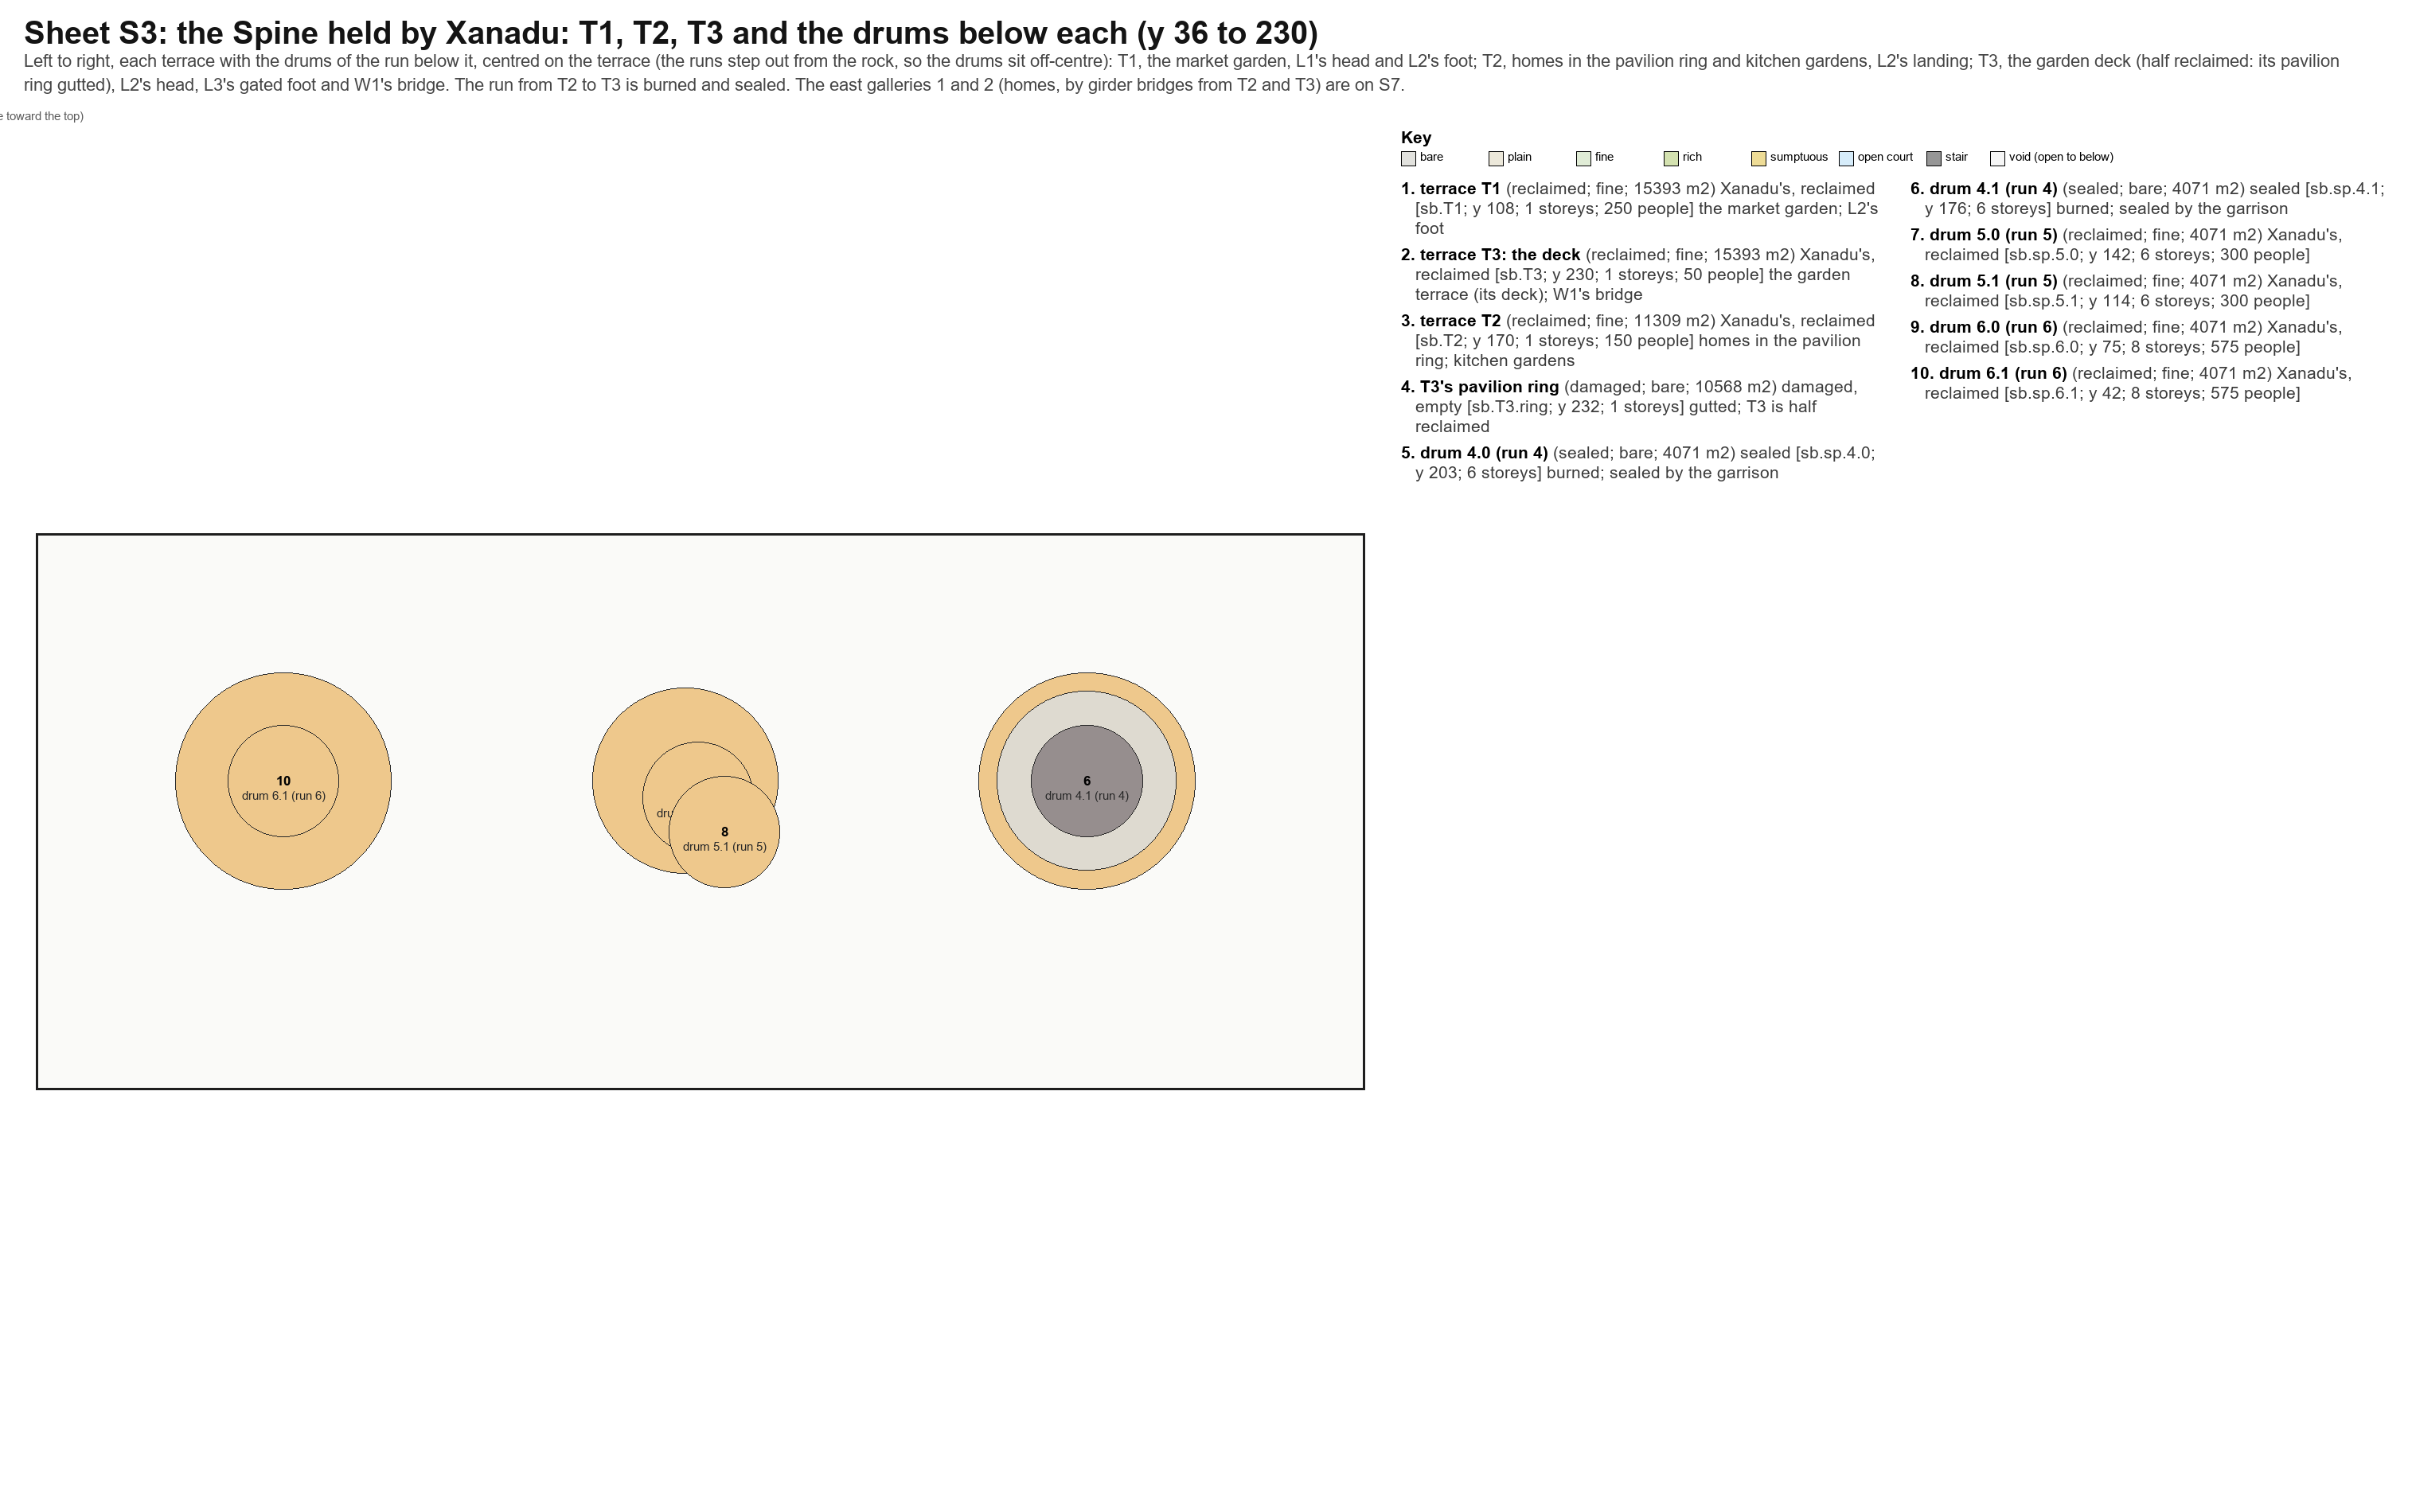 Sheet S3: the Spine held by Xanadu: T1, T2, T3 and the drums below each (y 36 to 230)
Left to right, each terrace with the drums of the run below it, centred on the terrace (the runs step out from the rock, so the drums sit off-centre): T1, the market garden, L1's head and L2's foot; T2, homes in the pavilion ring and kitchen gardens, L2's landing; T3, the garden deck (half reclaimed: its pavilion
ring gutted), L2's head, L3's gated foot and W1's bridge. The run from T2 to T3 is burned and sealed. The east galleries 1 and 2 (homes, by girder bridges from T2 and T3) are on S7.
e toward the top)
Key
bare plain fine rich sumptuous open court stair void (open to below)
1. terrace T1 (reclaimed; fine; 15393 m2) Xanadu's, reclaimed
[sb.T1; y 108; 1 storeys; 250 people] the market garden; L2's
foot
2. terrace T3: the deck (reclaimed; fine; 15393 m2) Xanadu's,
reclaimed [sb.T3; y 230; 1 storeys; 50 people] the garden
terrace (its deck); W1's bridge
3. terrace T2 (reclaimed; fine; 11309 m2) Xanadu's, reclaimed
[sb.T2; y 170; 1 storeys; 150 people] homes in the pavilion
ring; kitchen gardens
4. T3's pavilion ring (damaged; bare; 10568 m2) damaged,
empty [sb.T3.ring; y 232; 1 storeys] gutted; T3 is half
reclaimed
5. drum 4.0 (run 4) (sealed; bare; 4071 m2) sealed [sb.sp.4.0;
y 203; 6 storeys] burned; sealed by the garrison
6. drum 4.1 (run 4) (sealed; bare; 4071 m2) sealed [sb.sp.4.1;
y 176; 6 storeys] burned; sealed by the garrison
7. drum 5.0 (run 5) (reclaimed; fine; 4071 m2) Xanadu's,
reclaimed [sb.sp.5.0; y 142; 6 storeys; 300 people]
8. drum 5.1 (run 5) (reclaimed; fine; 4071 m2) Xanadu's,
reclaimed [sb.sp.5.1; y 114; 6 storeys; 300 people]
9. drum 6.0 (run 6) (reclaimed; fine; 4071 m2) Xanadu's,
reclaimed [sb.sp.6.0; y 75; 8 storeys; 575 people]
10. drum 6.1 (run 6) (reclaimed; fine; 4071 m2) Xanadu's,
reclaimed [sb.sp.6.1; y 42; 8 storeys; 575 people]
10
drum 6.1 (run 6)
dru
8
drum 5.1 (run 5)
6
drum 4.1 (run 4)